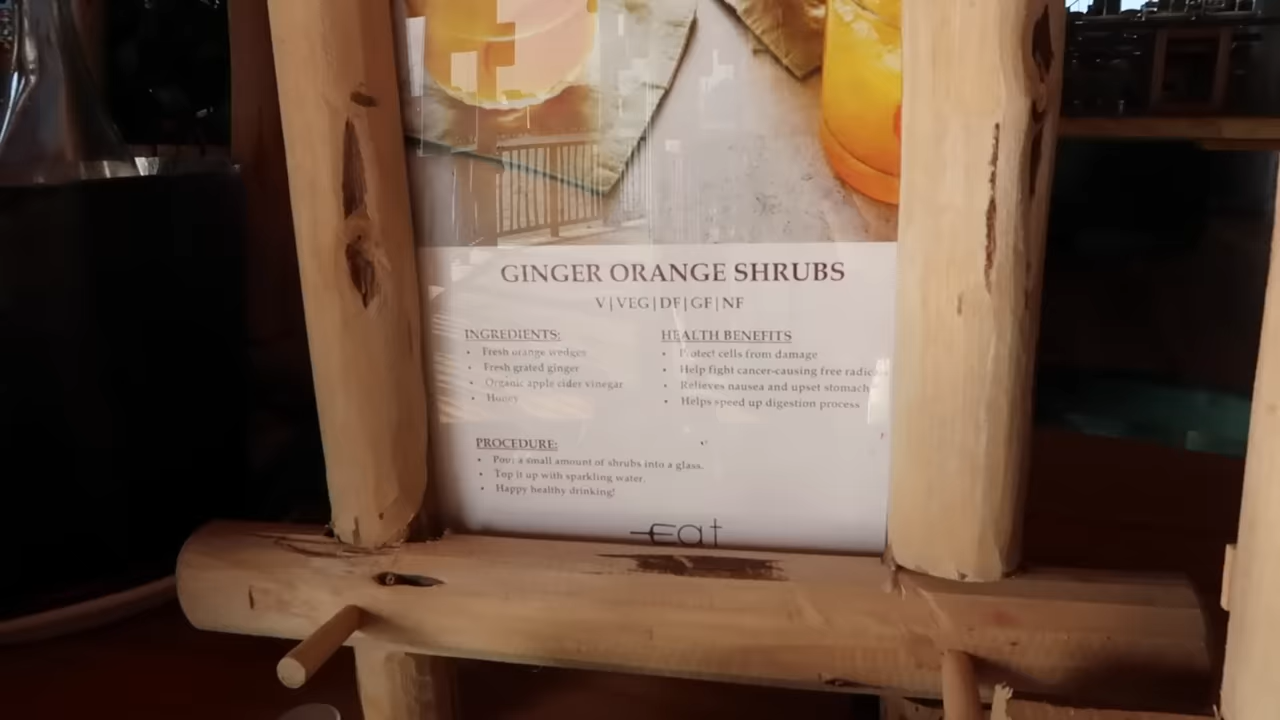 GINGER ORANGE SHRUBS
V|VEG|DF|GF|NF
INGREDIENTS:
• Fresh orange wedges
• Fresh grated ginger
• Organic apple cider vinegar
• Honey
HEALTH BENEFITS
• Protect cells from damage
• Help fight cancer-causing free radic
• Relieves nausea and upset stomach
• Helps speed up digestion process
PROCEDURE:
• Pour a small amount of shrubs into a glass.
• Top it up with sparkling water.
• Happy healthy drinking!
Eat